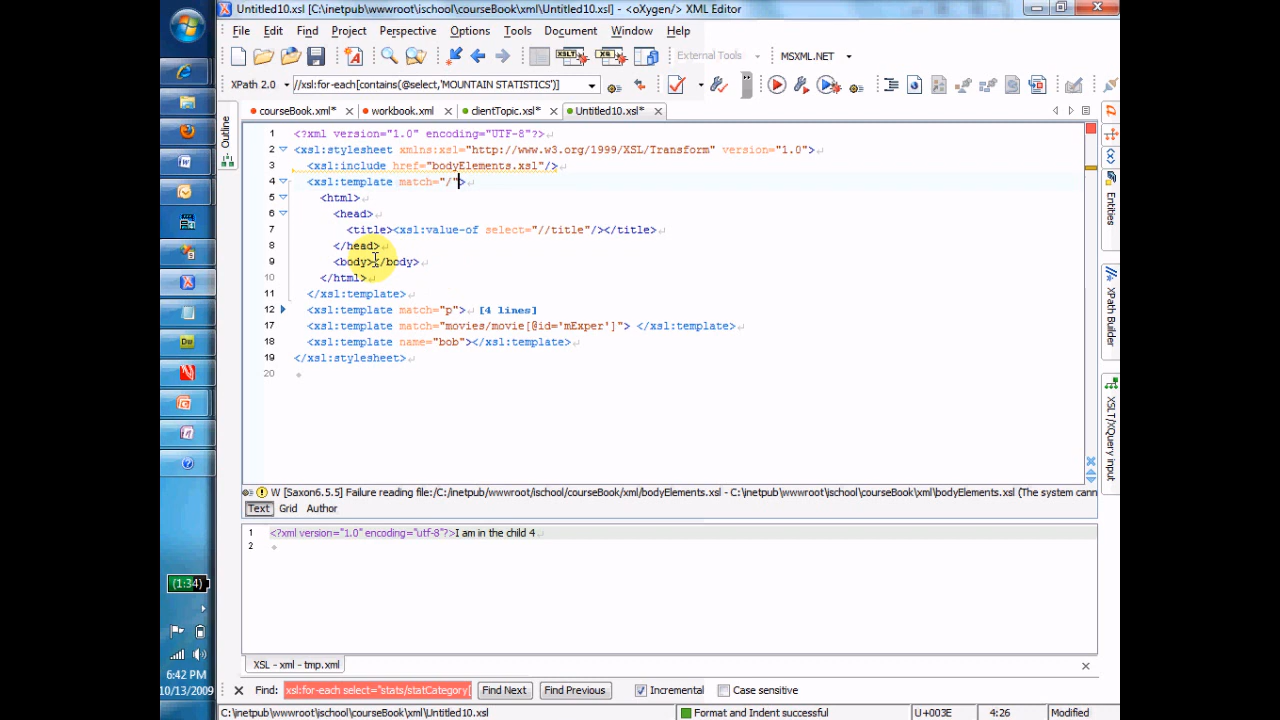 Untitled10.xsl [C:\inetpub\wwwroot\ischool\courseBook\xml\Untitled10.xsl] - <oXygen/> XML Editor
File Edit Find Project Perspective Options Tools Document Window Help
External Tools MSXML.NET
XPath 2.0 //xsl:for-each[contains(@select,'MOUNTAIN STATISTICS')]
courseBook.xml* workbook.xml clientTopic.xsl* Untitled10.xsl*
Outline
1 <?xml version="1.0" encoding="UTF-8"?>
2 <xsl:stylesheet xmlns:xsl="http://www.w3.org/1999/XSL/Transform" version="1.0">
3 <xsl:include href="bodyElements.xsl"/>
4 <xsl:template match="/">
5 <html>
6 <head>
7 <title><xsl:value-of select="//title"/></title>
8 </head>
9 <body></body>
10 </html>
11 </xsl:template>
12 <xsl:template match="p"> [4 lines]
17 <xsl:template match="movies/movie[@id='mExper']"> </xsl:template>
18 <xsl:template name="bob"></xsl:template>
19 </xsl:stylesheet>
20
Entities
XPath Builder
XSLT/XQuery input
W [Saxon6.5.5] Failure reading file:/C:/inetpub/wwwroot/ischool/courseBook/xml/bodyElements.xsl - C:\inetpub\wwwroot\ischool\courseBook\xml\bodyElements.xsl (The system cann
Text Grid Author
1 <?xml version="1.0" encoding="utf-8"?>I am in the child 4
2
XSL - xml - tmp.xml
Find: xsl:for-each select="stats/statCategory[ Find Next Find Previous Incremental Case sensitive
C:\inetpub\wwwroot\ischool\courseBook\xml\Untitled10.xsl Format and Indent successful U+003E 4:26 Modified
W
Dw
(1:34)
6:42 PM
10/13/2009